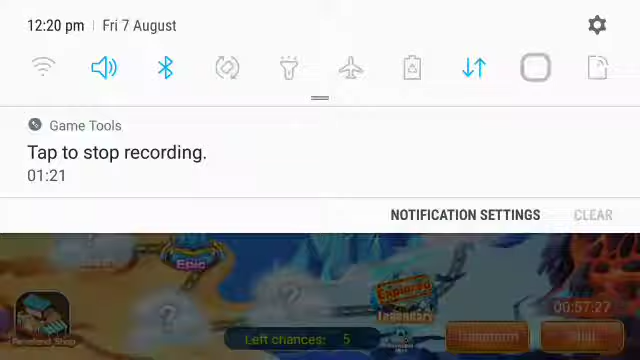 12:20 pm | Fri 7 August
Game Tools
Tap to stop recording.
01:21
NOTIFICATION SETTINGS CLEAR
Epic
?
?
Explored
Legendary
00:57:27
Left chances: 5